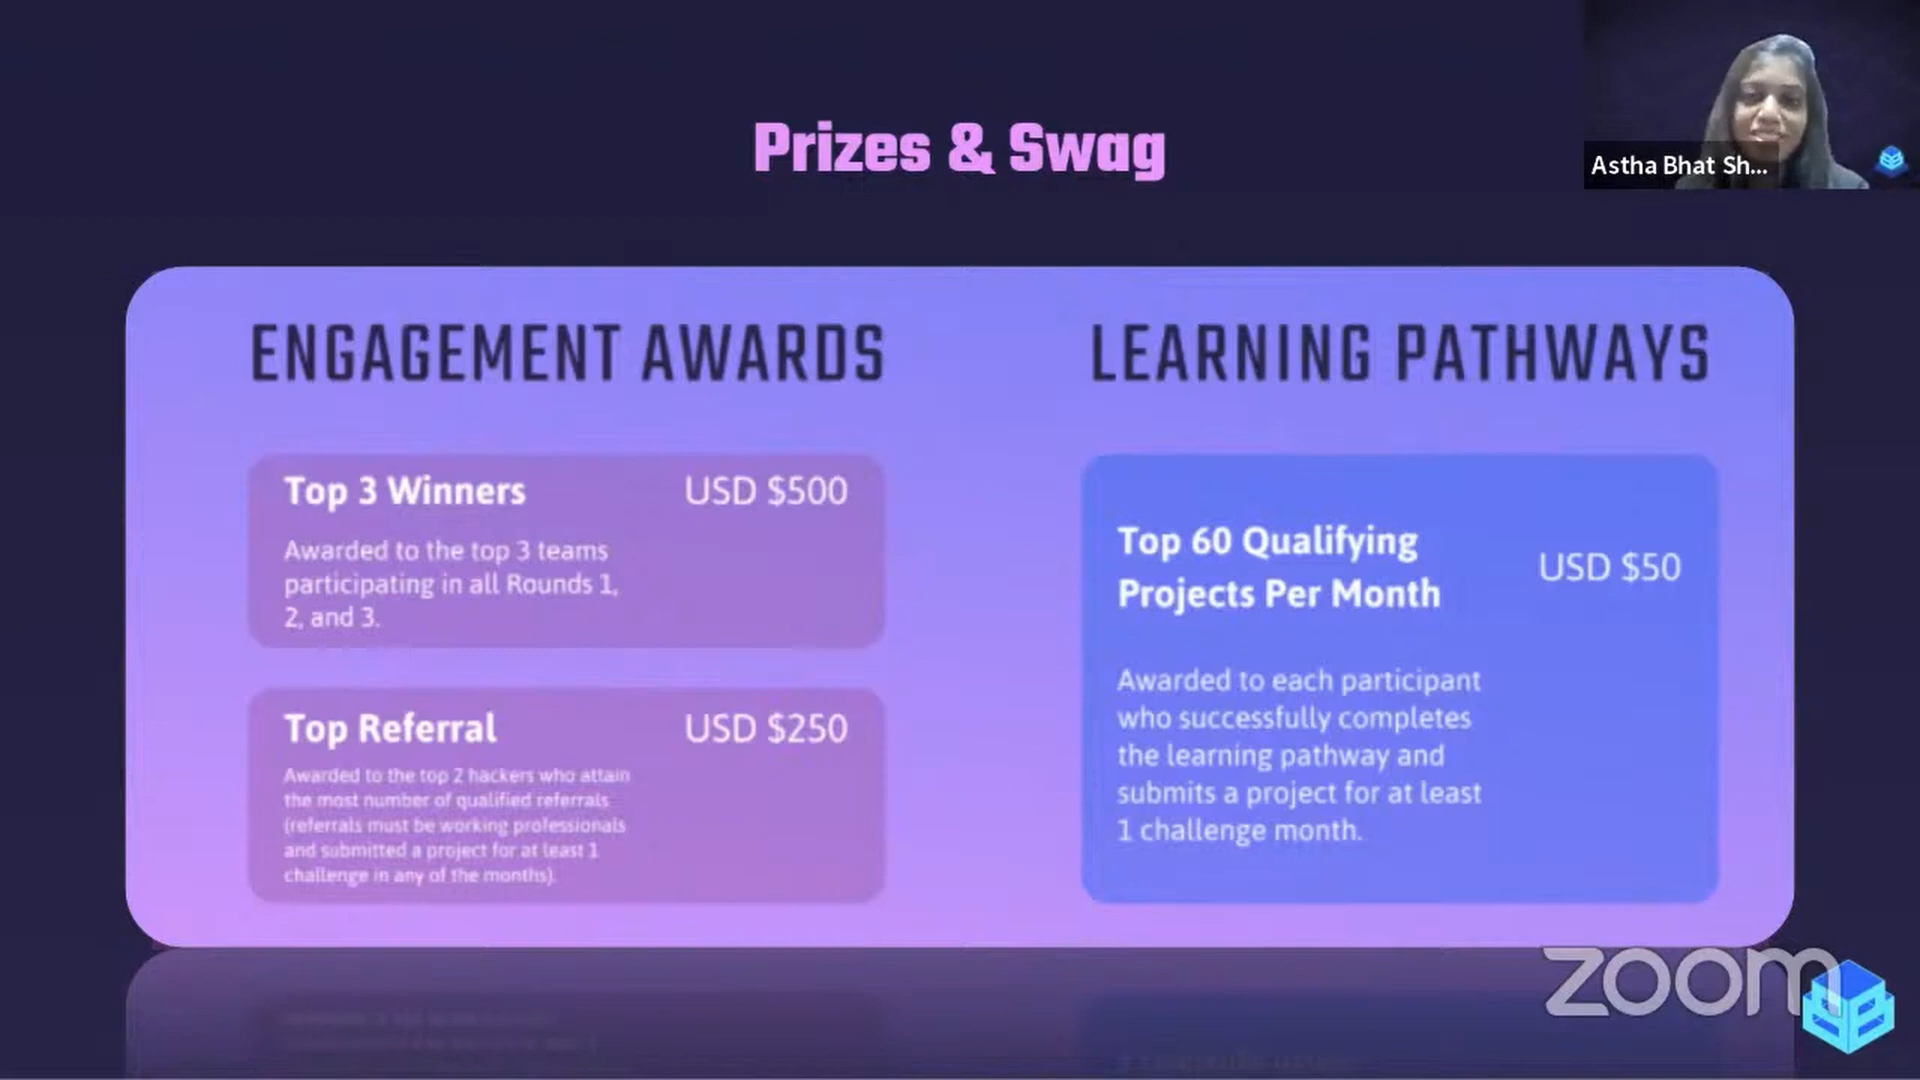 Prizes & Swag
Astha Bhat Sh...
ENGAGEMENT AWARDS
Top 3 Winners
USD $500
Awarded to the top 3 teams
participating in all Rounds 1,
2, and 3.
Top Referral
USD $250
Awarded to the top 2 hackers who attain
the most number of qualified referrals
(referrals must be working professionals
and submitted a project for at least 1
challenge in any of the months).
LEARNING PATHWAYS
Top 60 Qualifying
Projects Per Month
USD $50
Awarded to each participant
who successfully completes
the learning pathway and
submits a project for at least
1 challenge month.
zoom